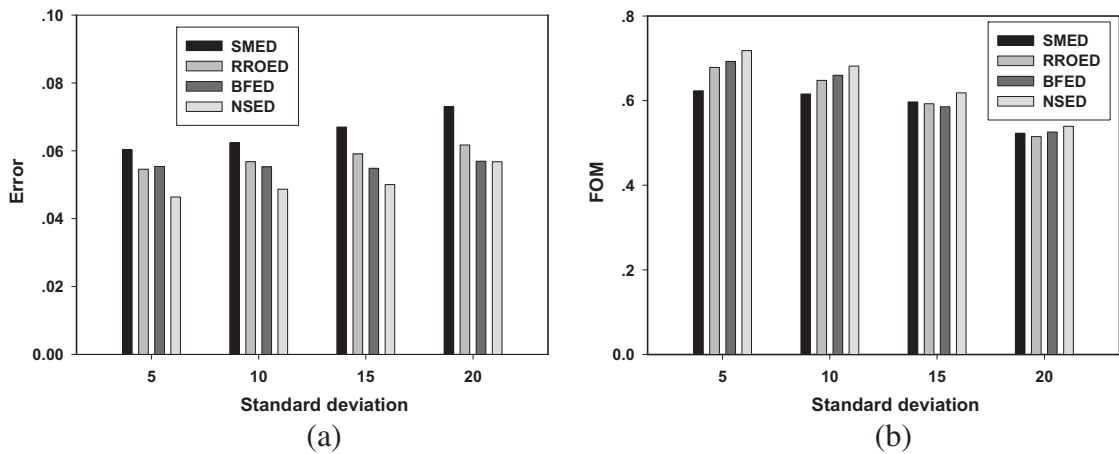 .10
.08
.06
.04
.02
0.00
Error
SMED
RROED
BFED
NSED
5 10 15 20
Standard deviation
(a)
.8
.6
.4
.2
0.0
FOM
SMED
RROED
BFED
NSED
5 10 15 20
Standard deviation
(b)